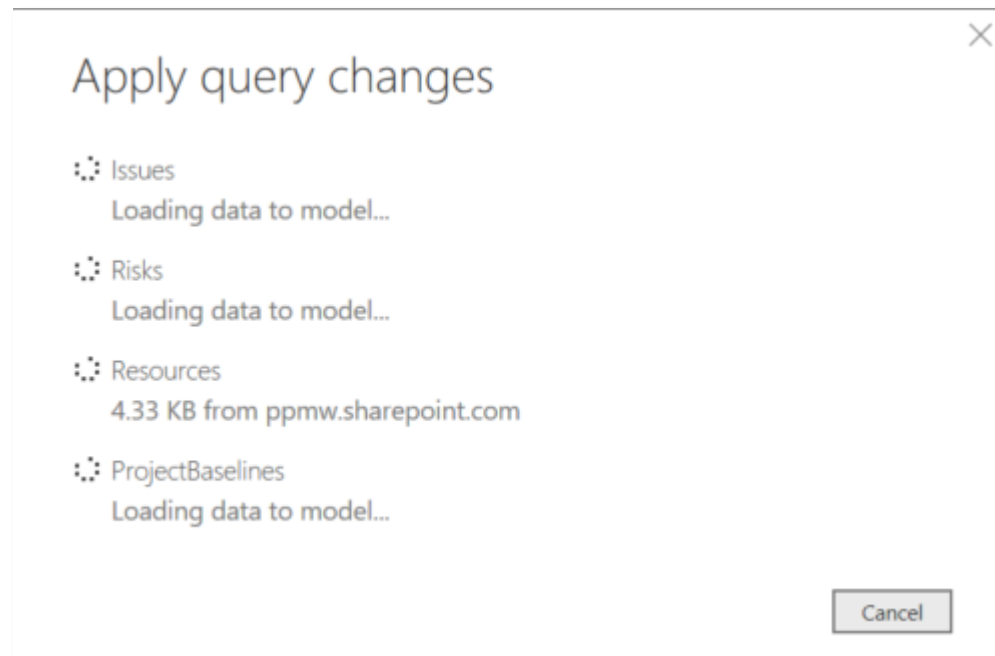 Apply query changes
Issues
Loading data to model...
Risks
Loading data to model...
Resources
4.33 KB from ppmw.sharepoint.com
ProjectBaselines
Loading data to model...
Cancel